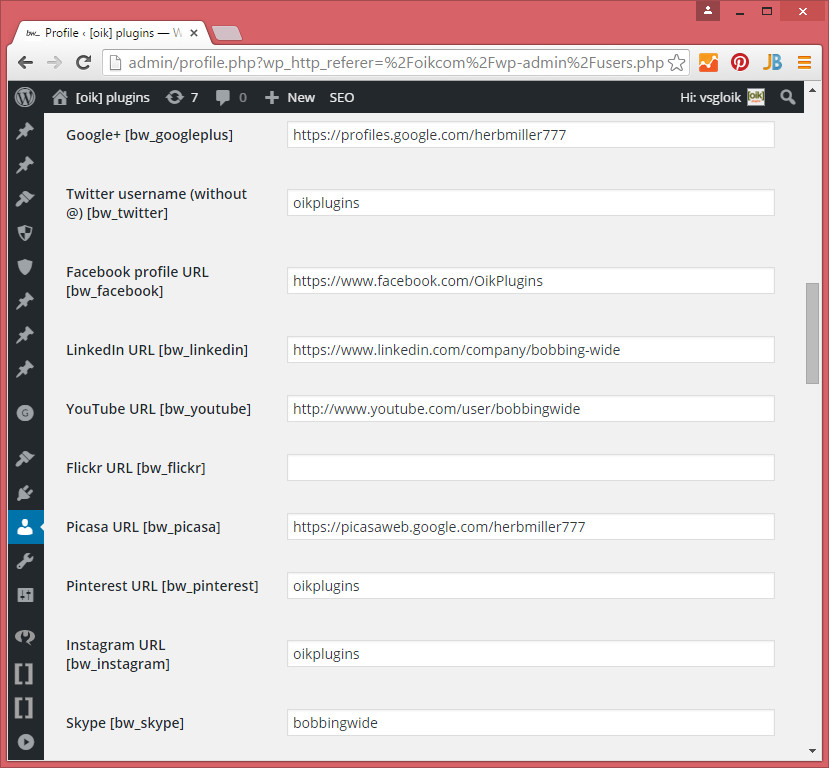 bw... Profile ‹ [oik] plugins — W
admin/profile.php?wp_http_referer=%2Foikcom%2Fwp-admin%2Fusers.php
JB
[oik] plugins 7 0 New SEO Hi: vsgloik [oik]
Google+ [bw_googleplus] https://profiles.google.com/herbmiller777
Twitter username (without
@) [bw_twitter]
oikplugins
Facebook profile URL
[bw_facebook]
https://www.facebook.com/OikPlugins
LinkedIn URL [bw_linkedin] https://www.linkedin.com/company/bobbing-wide
G
YouTube URL [bw_youtube] http://www.youtube.com/user/bobbingwide
Flickr URL [bw_flickr]
Picasa URL [bw_picasa] https://picasaweb.google.com/herbmiller777
Pinterest URL [bw_pinterest] oikplugins
Instagram URL
[bw_instagram]
oikplugins
[ ]
[ ]
Skype [bw_skype] bobbingwide